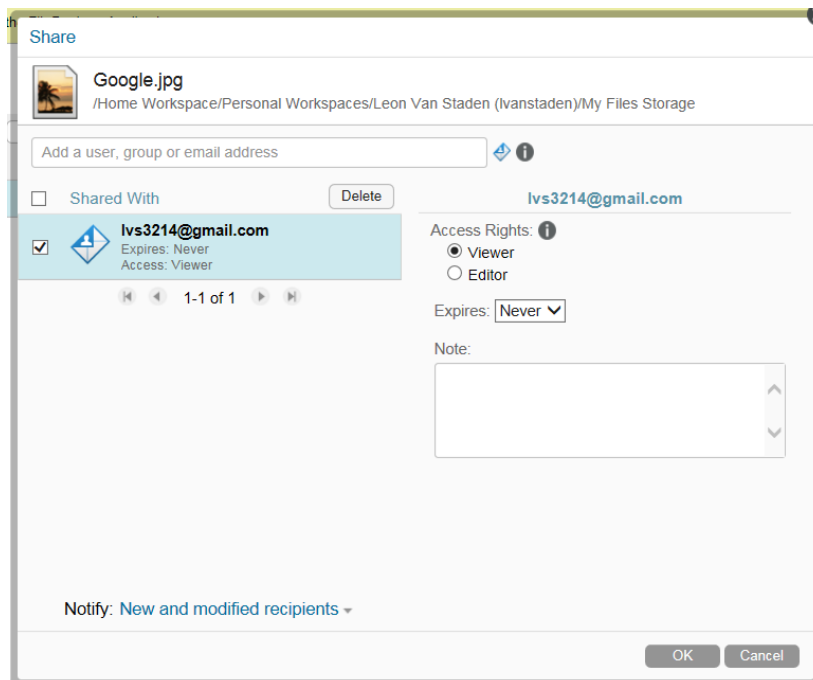 Share
Google.jpg
/Home Workspace/Personal Workspaces/Leon Van Staden (lvanstaden)/My Files Storage
Add a user, group or email address
Shared With
Delete
lvs3214@gmail.com
Expires: Never
Access: Viewer
1-1 of 1
lvs3214@gmail.com
Access Rights:
Viewer
Editor
Expires: Never
Note:
Notify: New and modified recipients
OK
Cancel